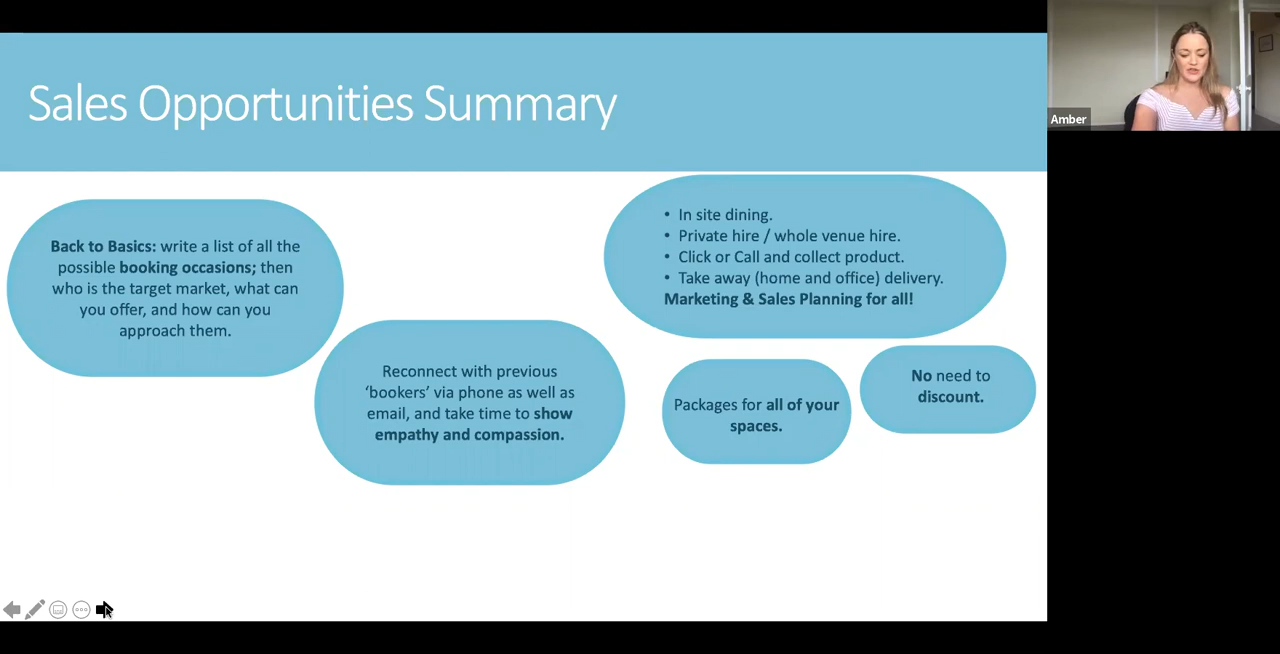 Sales Opportunities Summary
Amber
Back to Basics: write a list of all the
possible booking occasions; then
who is the target market, what can
you offer, and how can you
approach them.
Reconnect with previous
‘bookers’ via phone as well as
email, and take time to show
empathy and compassion.
• In site dining.
• Private hire / whole venue hire.
• Click or Call and collect product.
• Take away (home and office) delivery.
Marketing & Sales Planning for all!
Packages for all of your
spaces.
No need to
discount.